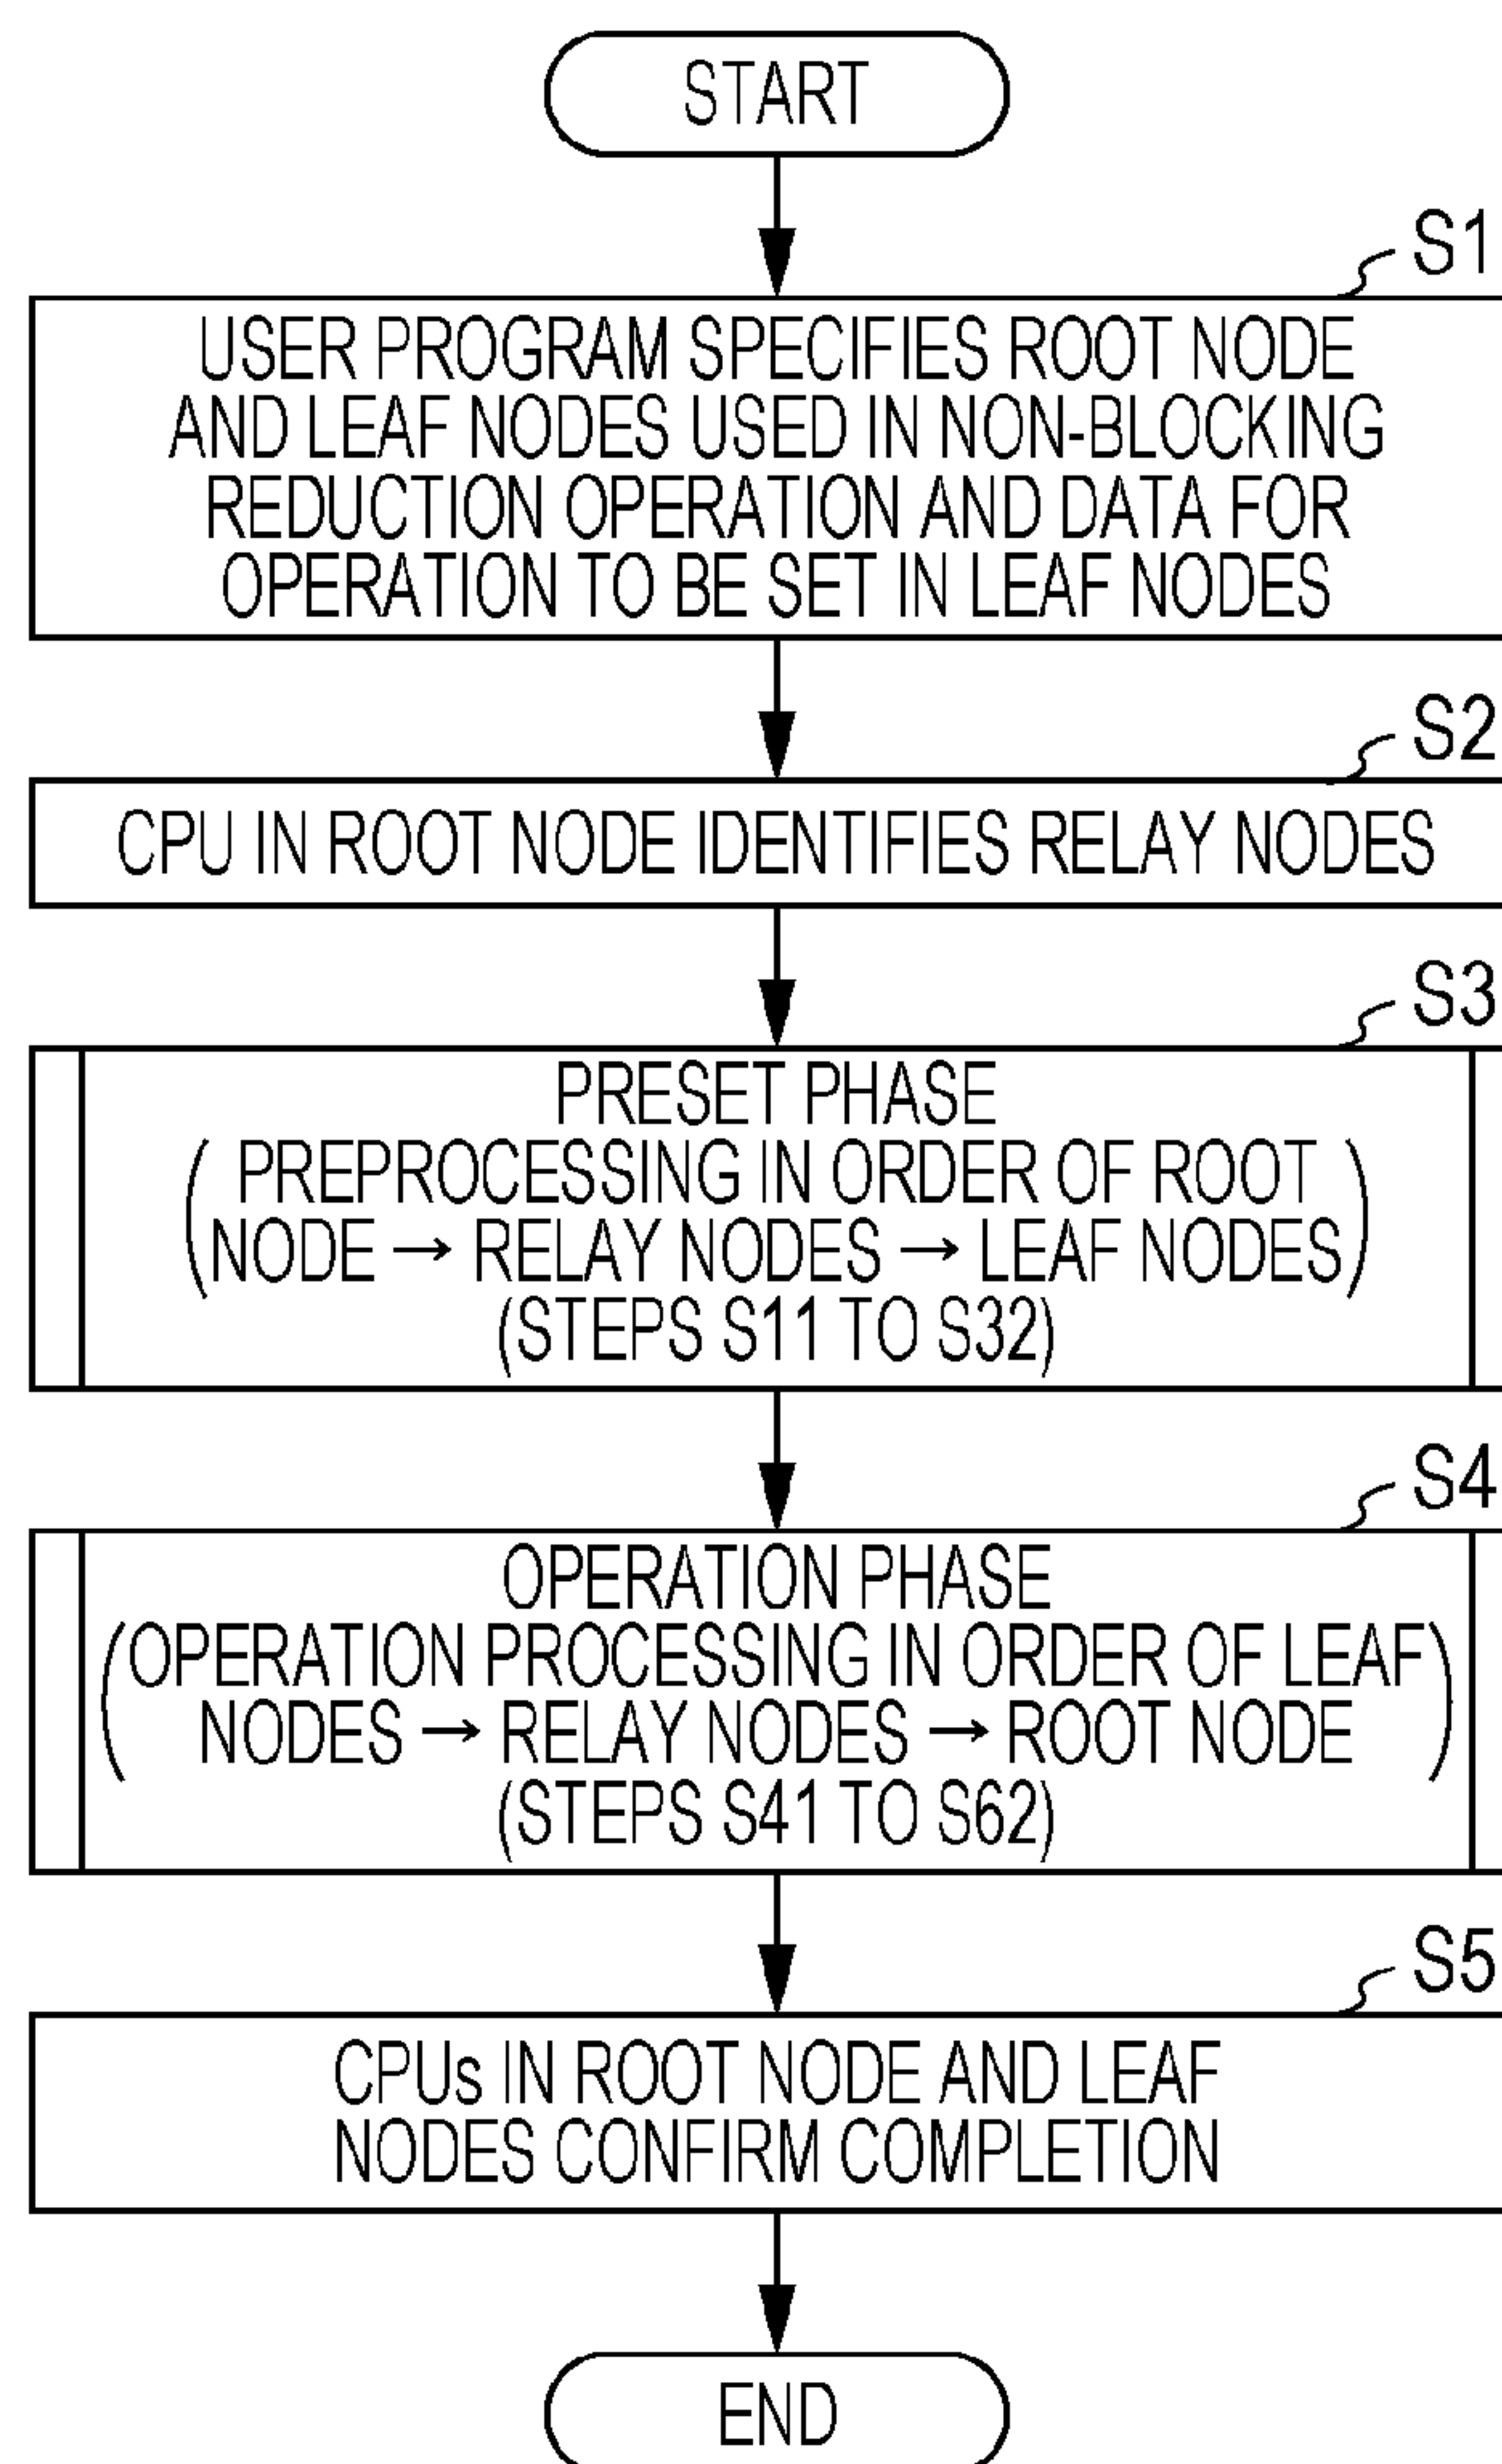 START
S1
USER PROGRAM SPECIFIES ROOT NODE
AND LEAF NODES USED IN NON-BLOCKING
REDUCTION OPERATION AND DATA FOR
OPERATION TO BE SET IN LEAF NODES
S2
CPU IN ROOT NODE IDENTIFIES RELAY NODES
S3
PRESET PHASE
(PREPROCESSING IN ORDER OF ROOT
NODE → RELAY NODES → LEAF NODES)
(STEPS S11 TO S32)
S4
OPERATION PHASE
(OPERATION PROCESSING IN ORDER OF LEAF
NODES → RELAY NODES → ROOT NODE)
(STEPS S41 TO S62)
S5
CPUs IN ROOT NODE AND LEAF
NODES CONFIRM COMPLETION
END